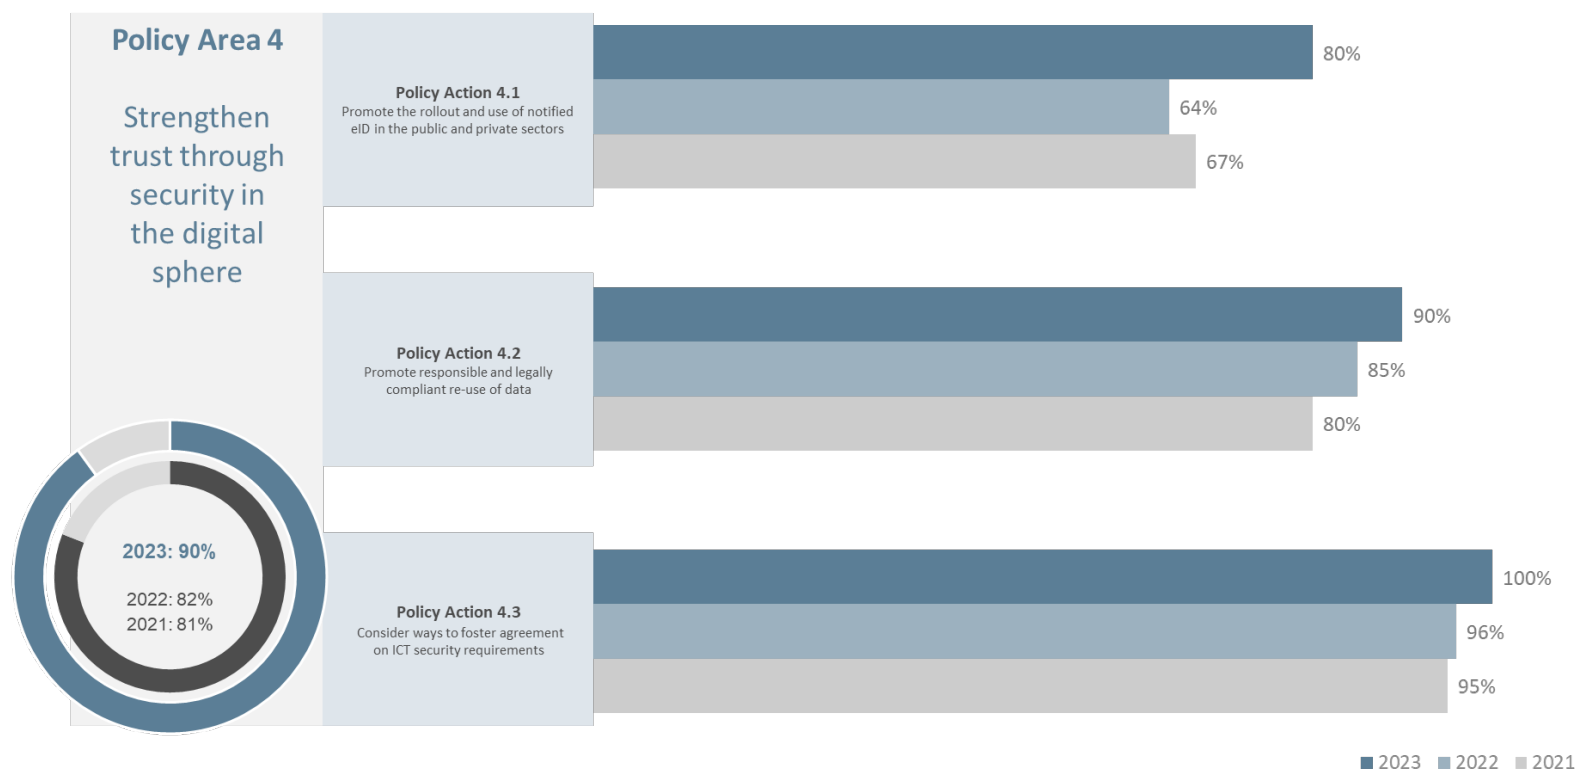 Policy Area 4
Strengthen
trust through
security in
the digital
sphere
2023: 90%
2022: 82%
2021: 81%
Policy Action 4.1
Promote the rollout and use of notified
eID in the public and private sectors
80%
64%
67%
Policy Action 4.2
Promote responsible and legally
compliant re-use of data
90%
85%
80%
Policy Action 4.3
Consider ways to foster agreement
on ICT security requirements
100%
96%
95%
2023 2022 2021